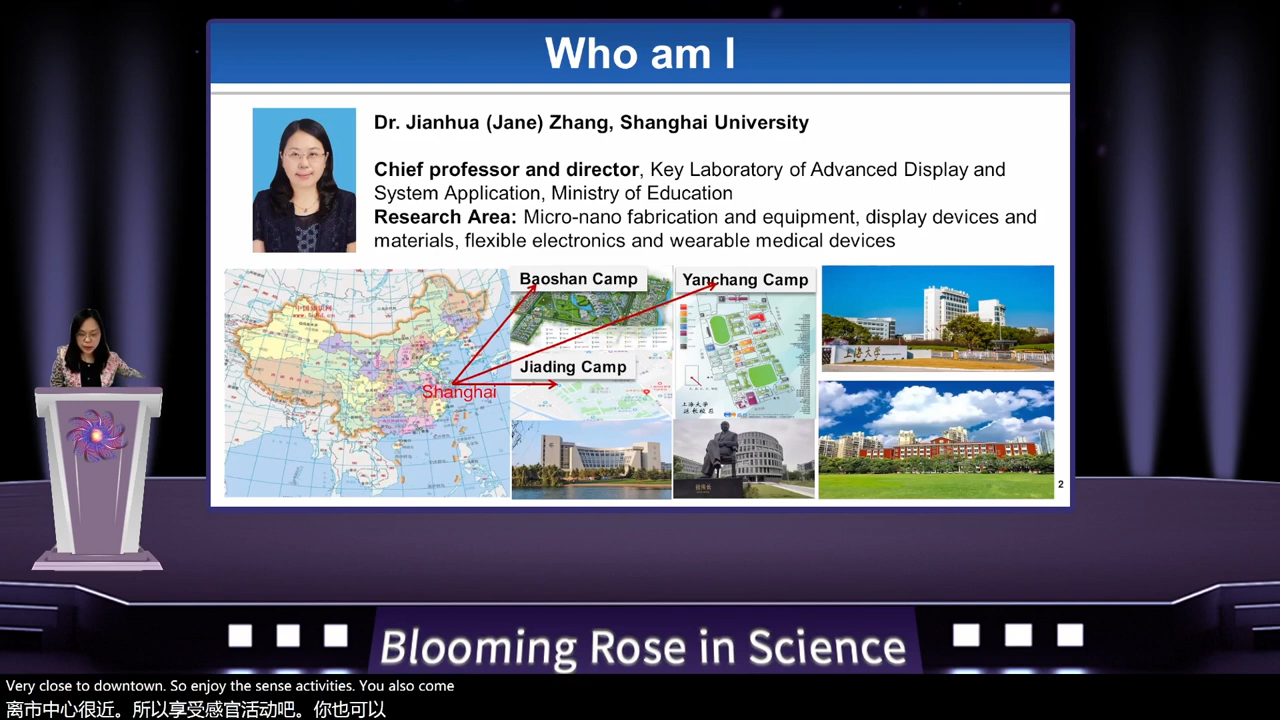 Who am I
Dr. Jianhua (Jane) Zhang, Shanghai University
Chief professor and director, Key Laboratory of Advanced Display and
System Application, Ministry of Education
Research Area: Micro-nano fabrication and equipment, display devices and
materials, flexible electronics and wearable medical devices
Baoshan Camp
Yanchang Camp
Jiading Camp
Shanghai
上海大学
2
Blooming Rose in Science
Very close to downtown. So enjoy the sense activities. You also come
离市中心很近。所以享受感官活动吧。你也可以